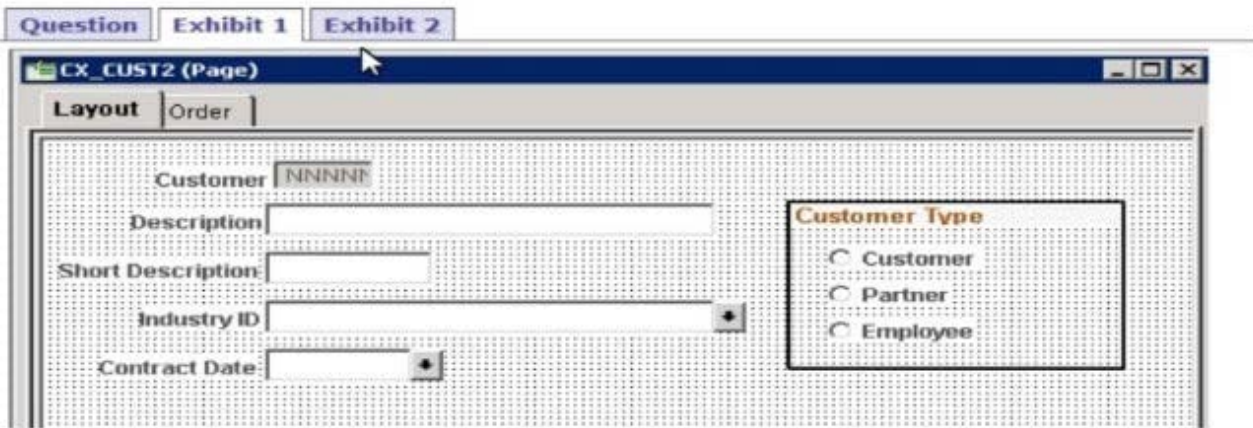 Question Exhibit 1 Exhibit 2
CX_CUST2 (Page)
Layout Order
Customer NNNNN
Description
Customer Type
Short Description
Customer
Partner
Industry ID
Employee
Contract Date